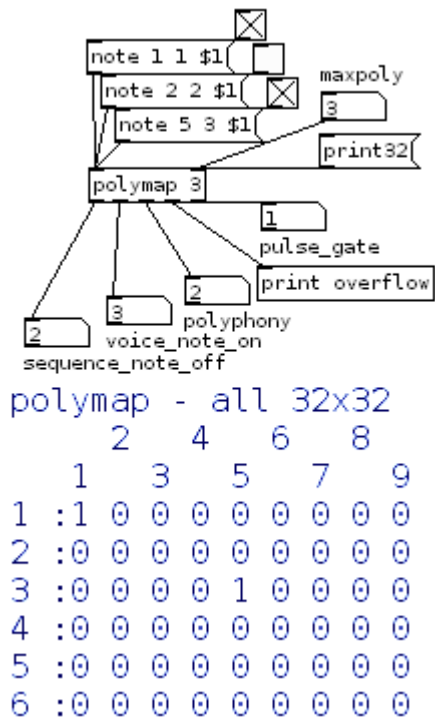 note 1 1 $1
note 2 2 $1
note 5 3 $1
maxpoly
3
print32
polymap 3
1
pulse_gate
print overflow
2
polyphony
3
voice_note_on
2
sequence_note_off
polymap - all 32x32
2 4 6 8
1 3 5 7 9
1 :1 0 0 0 0 0 0 0 0
2 :0 0 0 0 0 0 0 0 0
3 :0 0 0 0 1 0 0 0 0
4 :0 0 0 0 0 0 0 0 0
5 :0 0 0 0 0 0 0 0 0
6 :0 0 0 0 0 0 0 0 0